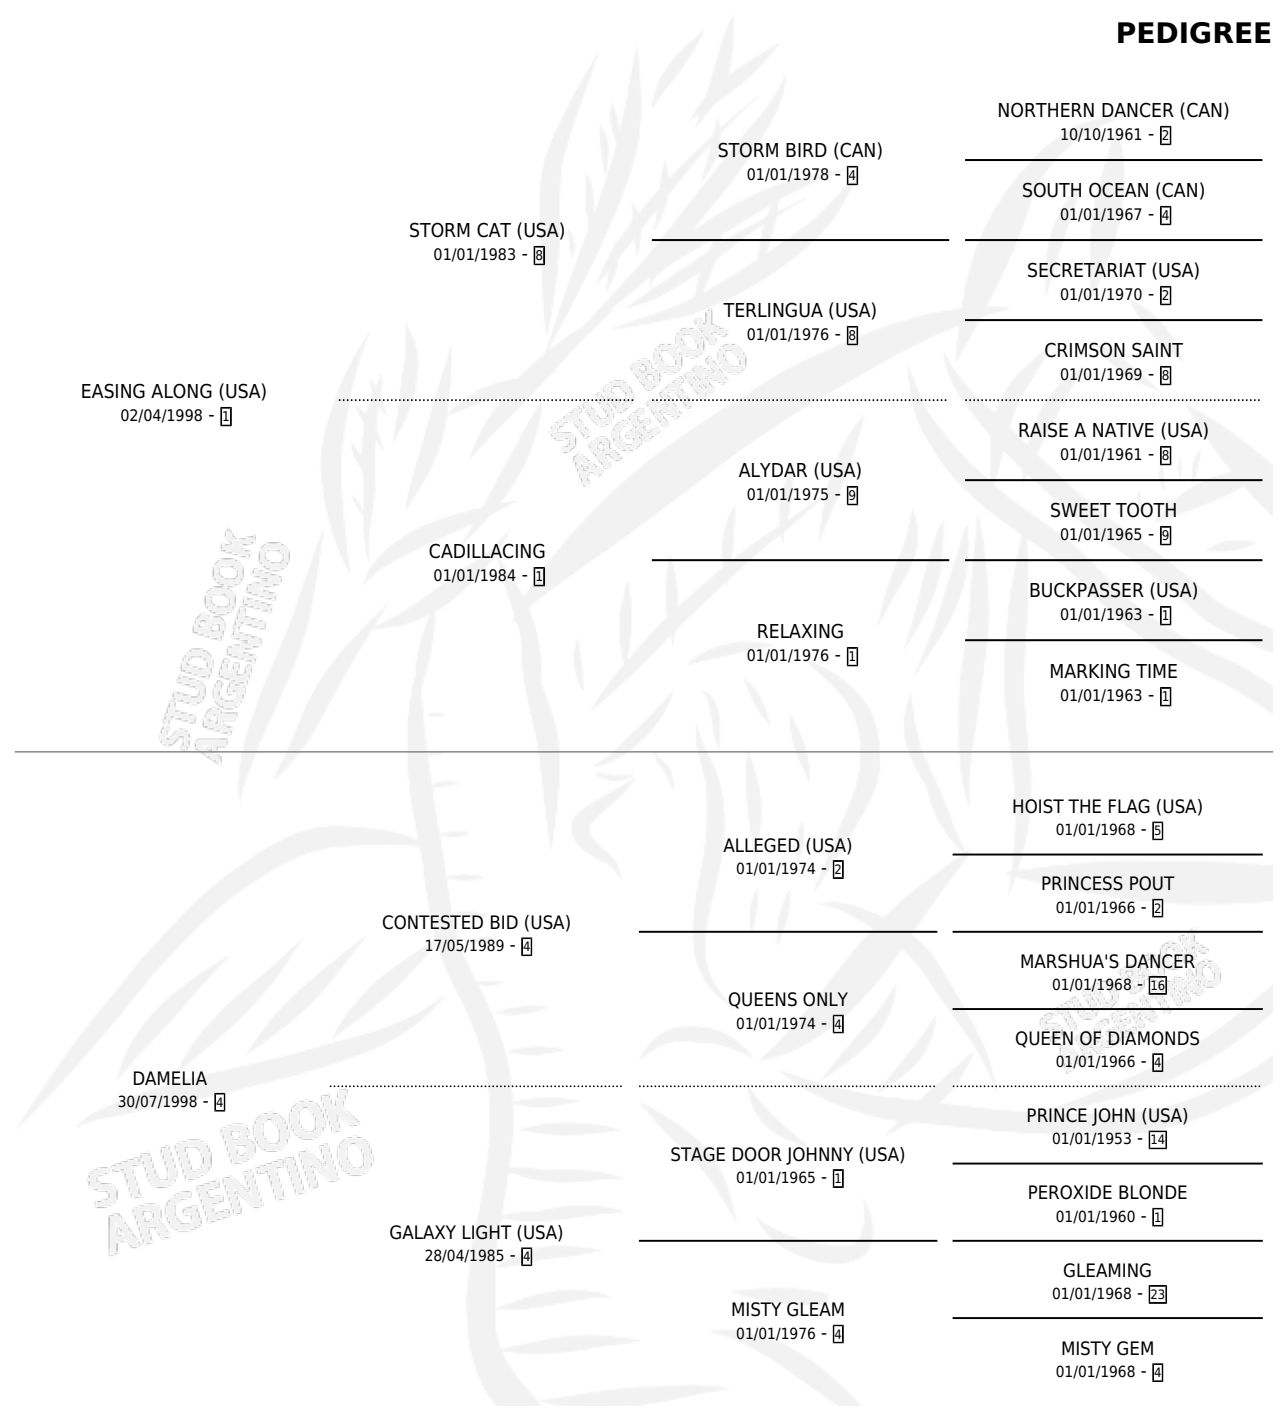 PEDIGREE
NORTHERN DANCER (CAN)
10/10/1961 - 2
STORM BIRD (CAN)
01/01/1978 - 4
SOUTH OCEAN (CAN)
01/01/1967 - 4
STORM CAT (USA)
01/01/1983 - 8
SECRETARIAT (USA)
01/01/1970 - 2
TERLINGUA (USA)
01/01/1976 - 8
CRIMSON SAINT
01/01/1969 - 8
EASING ALONG (USA)
02/04/1998 - 1
RAISE A NATIVE (USA)
01/01/1961 - 8
ALYDAR (USA)
01/01/1975 - 9
SWEET TOOTH
01/01/1965 - 9
CADILLACING
01/01/1984 - 1
BUCKPASSER (USA)
01/01/1963 - 1
RELAXING
01/01/1976 - 1
MARKING TIME
01/01/1963 - 1
HOIST THE FLAG (USA)
01/01/1968 - 5
ALLEGED (USA)
01/01/1974 - 2
PRINCESS POUT
01/01/1966 - 2
CONTESTED BID (USA)
17/05/1989 - 4
MARSHUA'S DANCER
01/01/1968 - 16
QUEENS ONLY
01/01/1974 - 4
QUEEN OF DIAMONDS
01/01/1966 - 4
DAMELIA
30/07/1998 - 4
PRINCE JOHN (USA)
01/01/1953 - 14
STAGE DOOR JOHNNY (USA)
01/01/1965 - 1
PEROXIDE BLONDE
01/01/1960 - 1
GALAXY LIGHT (USA)
28/04/1985 - 4
GLEAMING
01/01/1968 - 23
MISTY GLEAM
01/01/1976 - 4
MISTY GEM
01/01/1968 - 4
STUD BOOK
ARGENTINO
STUD BOOK
ARGENTINO
STUD BOOK
ARGENTINO
STUD BOOK
ARGENTINO